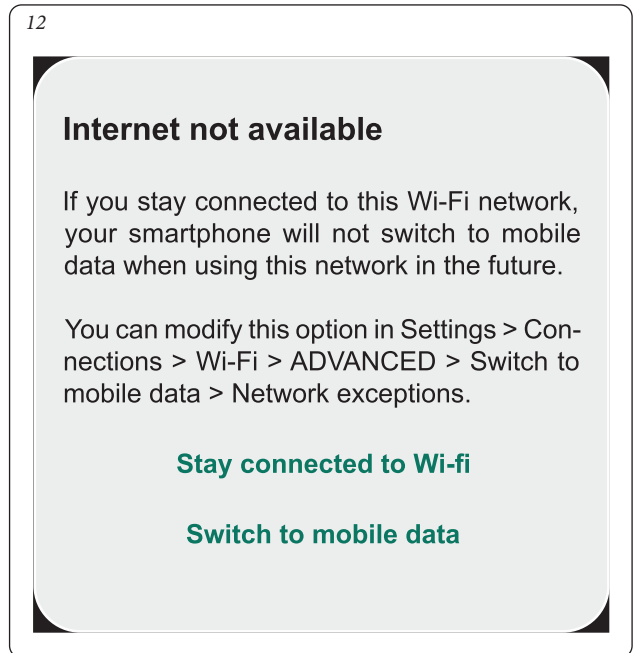 12
Internet not available
If you stay connected to this Wi-Fi network,
your smartphone will not switch to mobile
data when using this network in the future.
You can modify this option in Settings > Con-
nections > Wi-Fi > ADVANCED > Switch to
mobile data > Network exceptions.
Stay connected to Wi-fi
Switch to mobile data